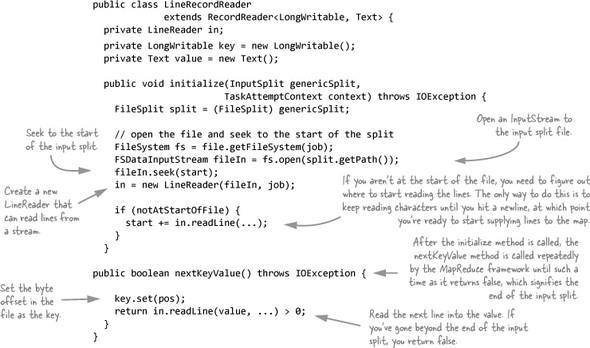 public class LineRecordReader
extends RecordReader<LongWritable, Text> {
private LineReader in;
private LongWritable key = new LongWritable();
private Text value = new Text();
public void initialize(InputSplit genericSplit,
TaskAttemptContext context) throws IOException {
FileSplit split = (FileSplit) genericSplit;
// open the file and seek to the start of the split
FileSystem fs = file.getFileSystem(job);
FSDataInputStream fileIn = fs.open(split.getPath());
fileIn.seek(start);
in = new LineReader(fileIn, job);
if (notAtStartOfFile) {
start += in.readLine(...);
}
}
public boolean nextKeyValue() throws IOException {
key.set(pos);
return in.readLine(value, ...) > 0;
}
}
Seek to the start
of the input split.
Create a new
LineReader that
can read lines from
a stream.
Open an InputStream to
the input split file.
If you aren't at the start of the file, you need to figure out
where to start reading the lines. The only way to do this is to
keep reading characters until you hit a newline, at which point
you're ready to start supplying lines to the map.
After the initialize method is called, the
nextKeyValue method is called repeatedly
by the MapReduce framework until such a
time as it returns false, which signifies the
end of the input split.
Set the byte
offset in the
file as the key.
Read the next line into the value. If
you've gone beyond the end of the input
split, you return false.